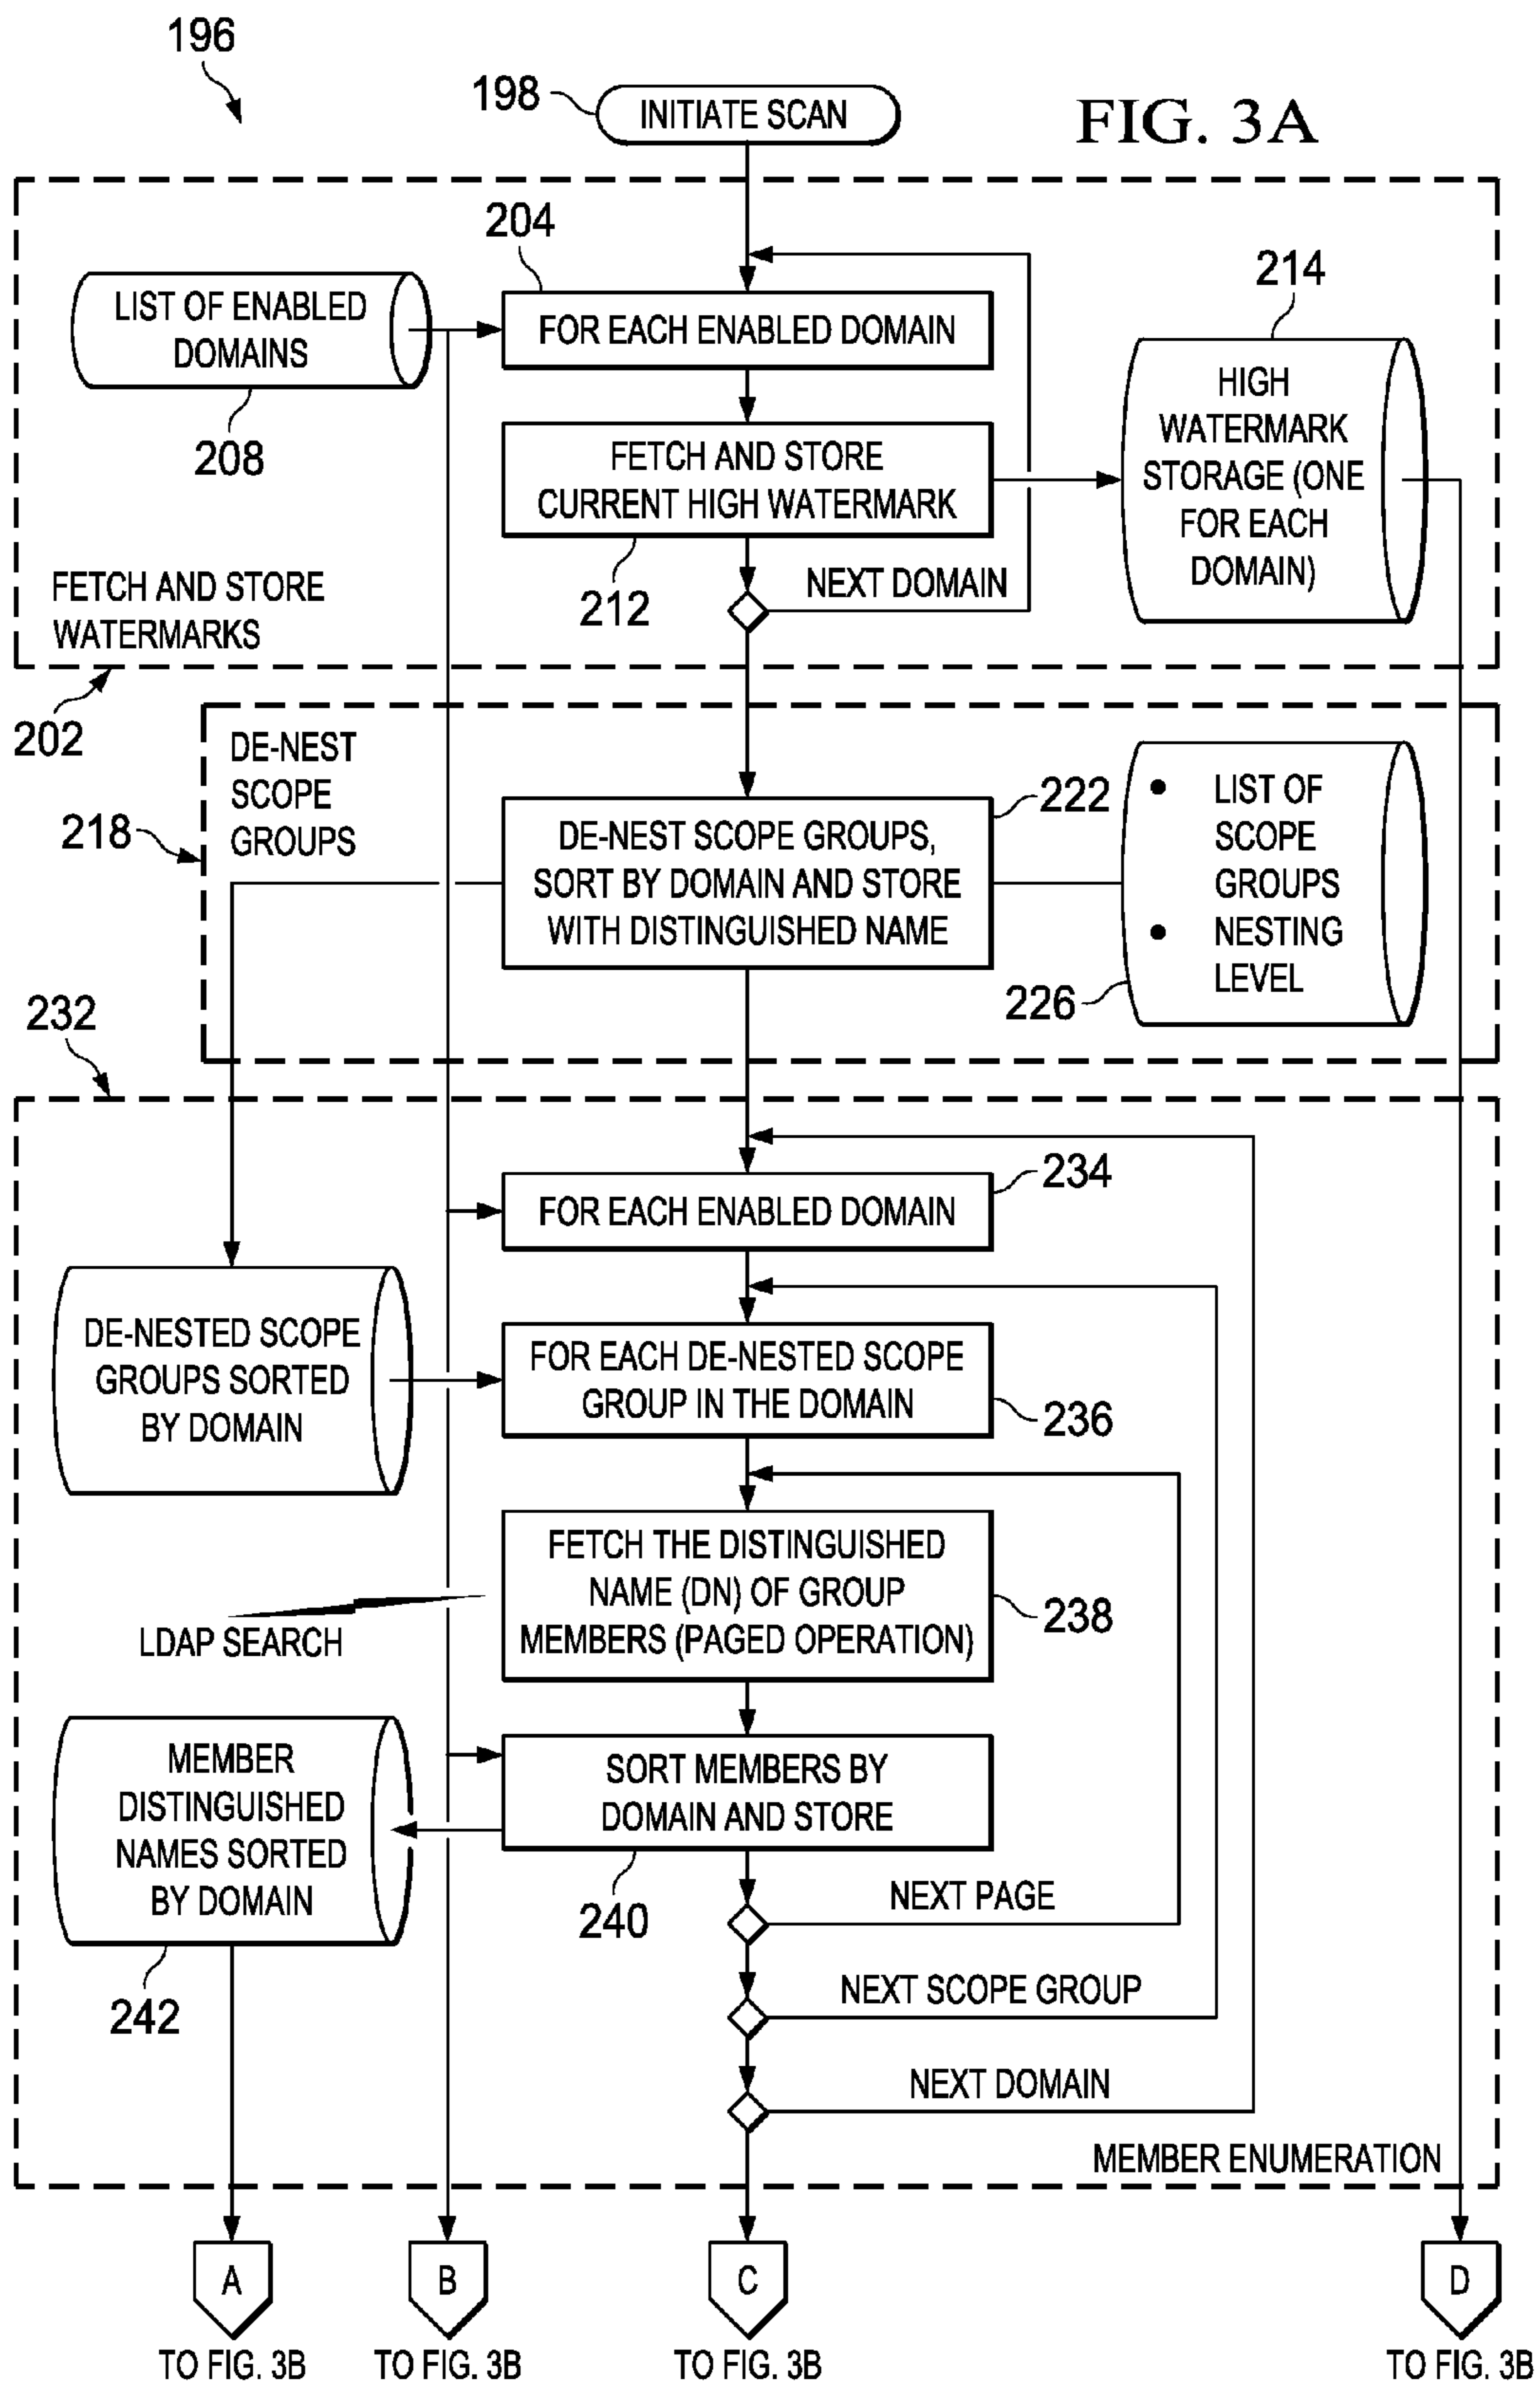 196
198
INITIATE SCAN
FIG. 3A
204
214
LIST OF ENABLED
DOMAINS
FOR EACH ENABLED DOMAIN
208
HIGH
WATERMARK
STORAGE (ONE
FOR EACH
DOMAIN)
FETCH AND STORE
CURRENT HIGH WATERMARK
NEXT DOMAIN
212
FETCH AND STORE
WATERMARKS
202
DE-NEST
SCOPE
GROUPS
218
222
DE-NEST SCOPE GROUPS,
SORT BY DOMAIN AND STORE
WITH DISTINGUISHED NAME
• LIST OF
SCOPE
GROUPS
• NESTING
LEVEL
226
232
234
FOR EACH ENABLED DOMAIN
DE-NESTED SCOPE
GROUPS SORTED
BY DOMAIN
FOR EACH DE-NESTED SCOPE
GROUP IN THE DOMAIN
236
FETCH THE DISTINGUISHED
NAME (DN) OF GROUP
MEMBERS (PAGED OPERATION)
238
LDAP SEARCH
MEMBER
DISTINGUISHED
NAMES SORTED
BY DOMAIN
SORT MEMBERS BY
DOMAIN AND STORE
240
NEXT PAGE
242
NEXT SCOPE GROUP
NEXT DOMAIN
MEMBER ENUMERATION
A
B
C
D
TO FIG. 3B
TO FIG. 3B
TO FIG. 3B
TO FIG. 3B